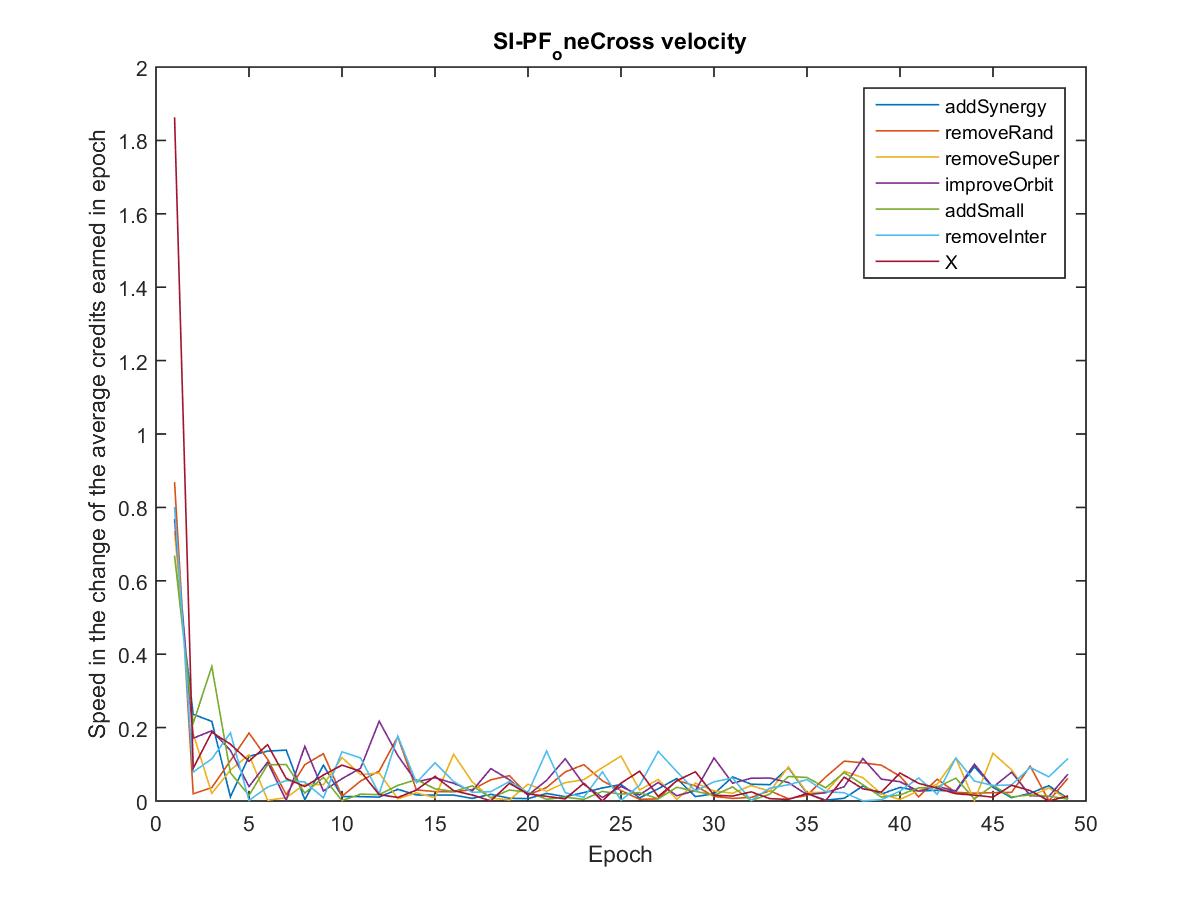 SI-PFoneCross velocity
Speed in the change of the average credits earned in epoch
2
1.8
1.6
1.4
1.2
1
0.8
0.6
0.4
0.2
0
addSynergy
removeRand
removeSuper
improveOrbit
addSmall
removeInter
X
0 5 10 15 20 25 30 35 40 45 50
Epoch